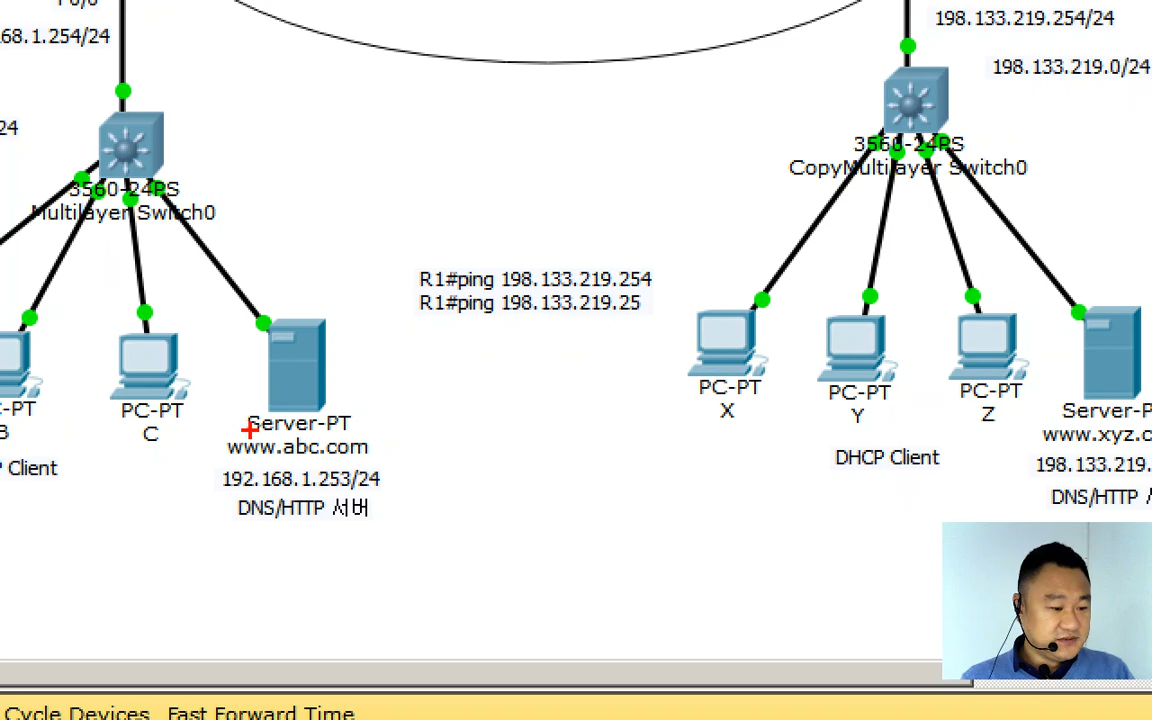 F0/0
68.1.254/24
24
3560-24PS
Multilayer Switch0
198.133.219.254/24
198.133.219.0/24
3560-24PS
CopyMultilayer Switch0
R1#ping 198.133.219.254
R1#ping 198.133.219.25
-PT
B
PC-PT
C
Server-PT
www.abc.com
192.168.1.253/24
DNS/HTTP 서버
P Client
PC-PT
X
PC-PT
Y
PC-PT
Z
DHCP Client
Server-P
www.xyz.c
198.133.219.
DNS/HTTP
Cycle Devices Fast Forward Time